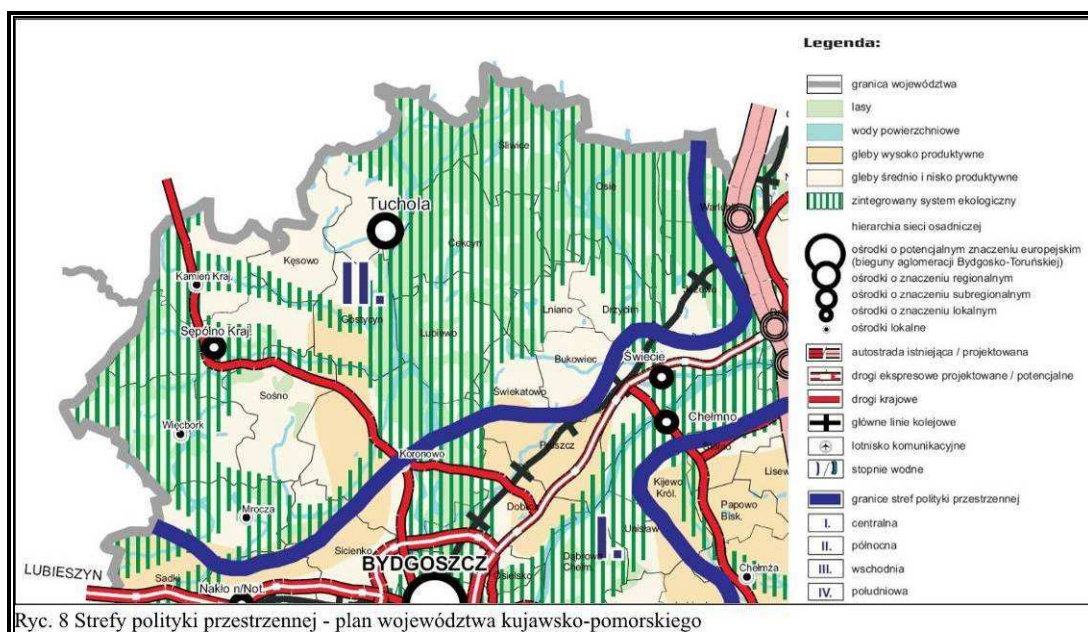 Legenda:
granica województwa
lasy
wody powierzchniowe
gleby wysoko produktywne
gleby średnio i nisko produktywne
zintegrowany system ekologiczny
hierarchia sieci osadniczej
ośrodki o potencjalnym znaczeniu europejskim
(bieguny aglomeracji Bydgosko-Toruńskiej)
ośrodki o znaczeniu regionalnym
ośrodki o znaczeniu subregionalnym
ośrodki o znaczeniu lokalnym
ośrodki lokalne
autostrada istniejąca / projektowana
drogi ekspresowe projektowane / potencjalne
drogi krajowe
główne linie kolejowe
lotnisko komunikacyjne
stopnie wodne
granice stref polityki przestrzennej
I. centralna
II. północna
III. wschodnia
IV. południowa
Śliwice
Osie
Warlub
Tuchola
Cekcyn
Kęsowo
Kamień Kraj.
II.
Gostycyn
Lniano
Drzycim
Sępólno Kraj.
Lubiewo
Bukowiec
Świecie
Sośno
Świekatowo
Chełmno
Więcbork
Pruszcz
Koronowo
Lisew
Kijewo
Król.
Papowo
Bisk.
Mrocza
Dobrcz
Unisław
I.
Sicienko
Dąbrowa
Chełm.
LUBIESZYN
Sadki
BYDGOSZCZ
Osielsko
Chełmża
Nakło n/Not.
Ryc. 8 Strefy polityki przestrzennej - plan województwa kujawsko-pomorskiego